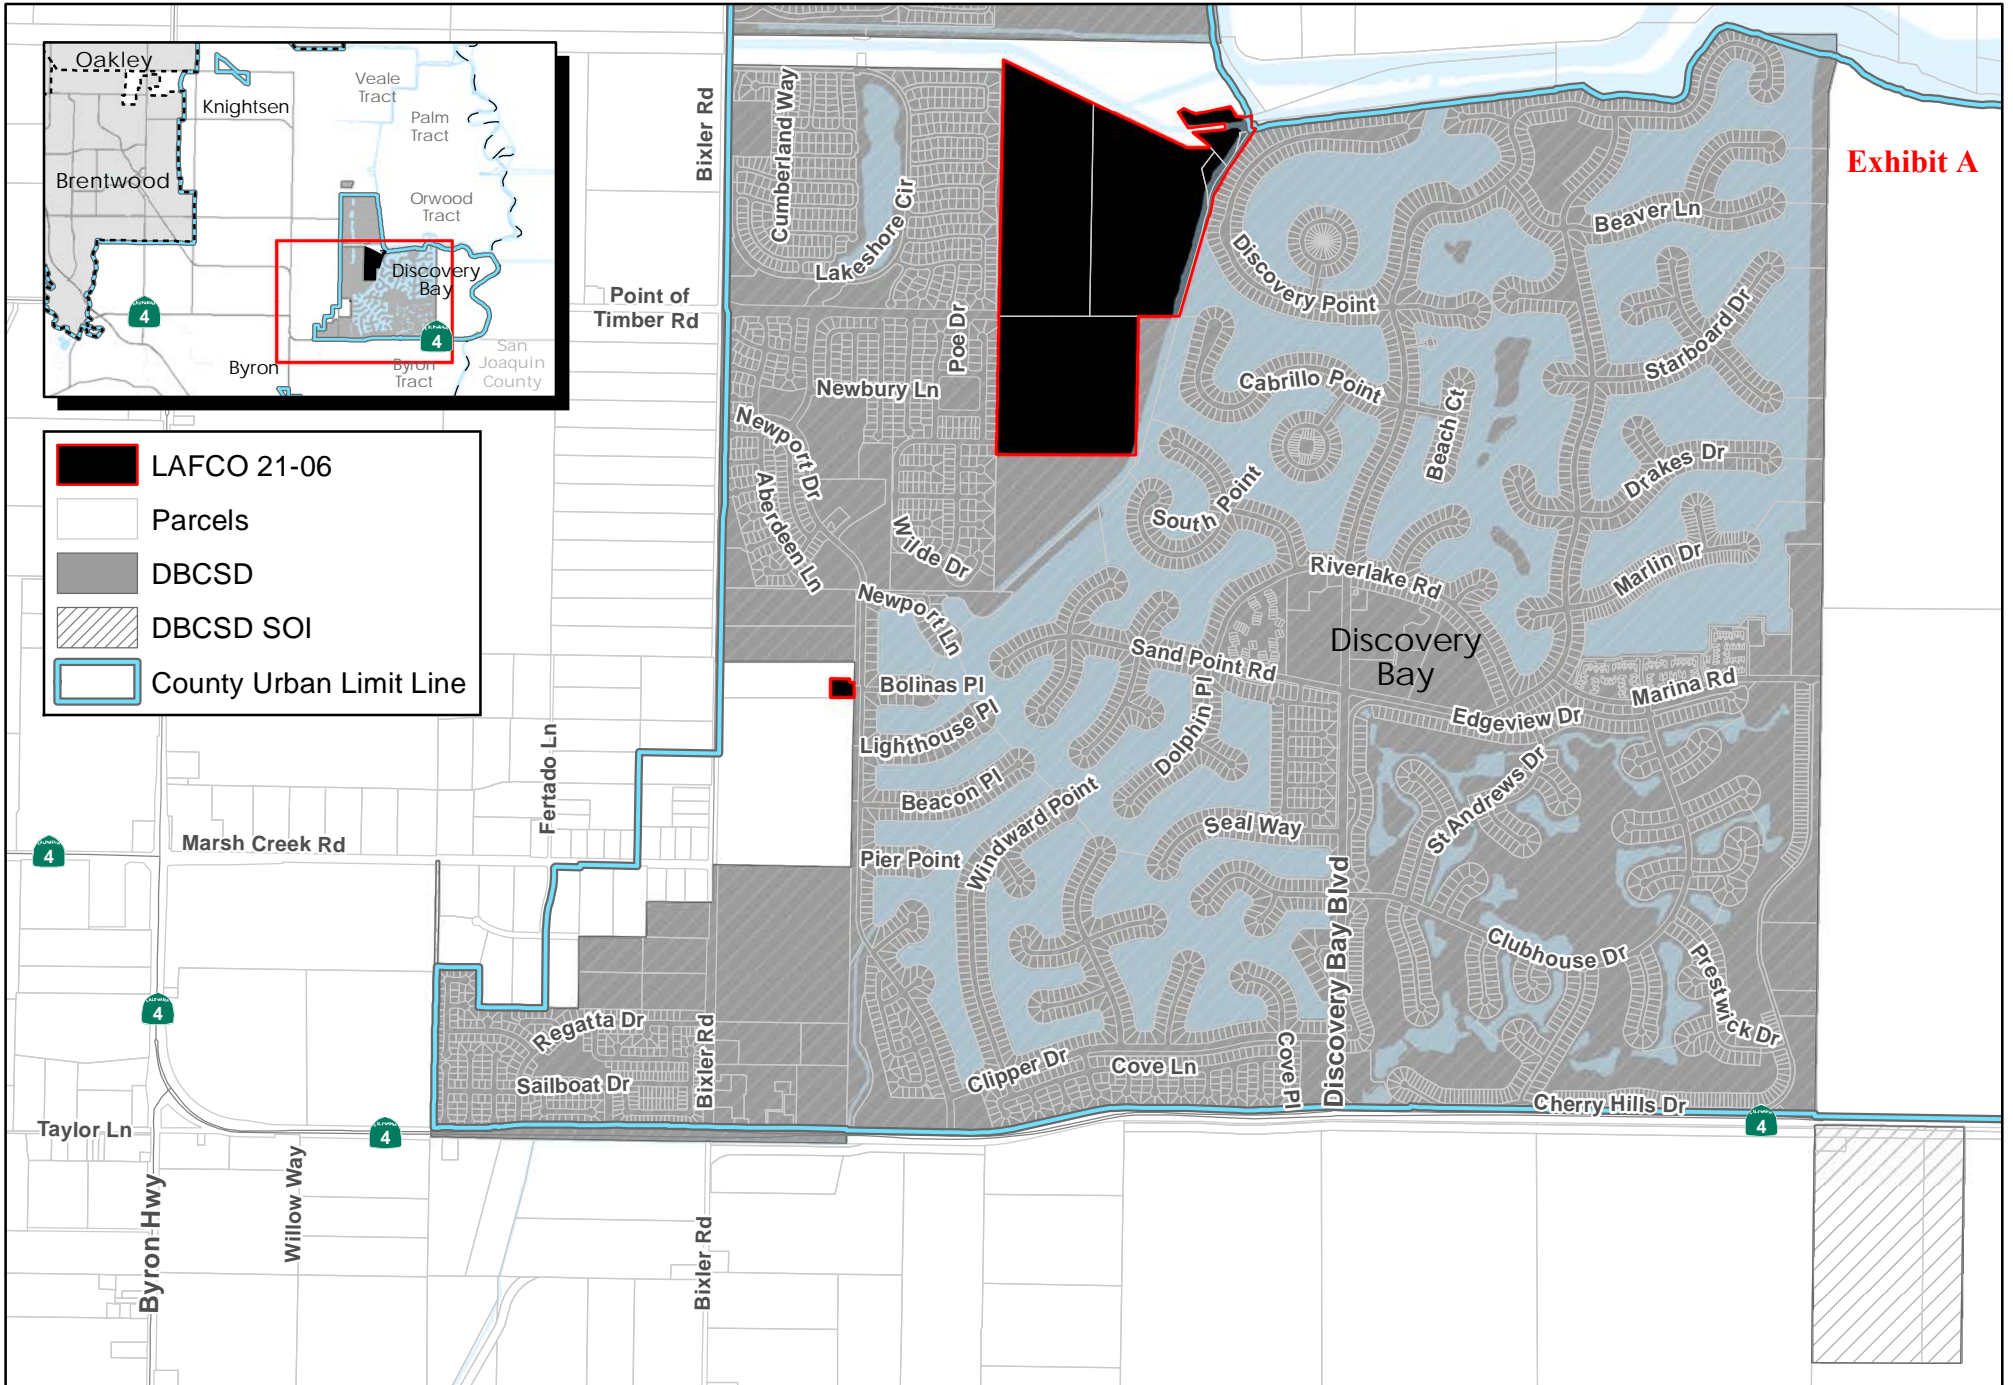 Exhibit A
Oakley
Knightsen
Veale
Tract
Palm
Tract
Brentwood
Orwood
Tract
Discovery
Bay
4
4
Byron
Byron
Tract
San
Joaquin
County
LAFCO 21-06
Parcels
DBCSD
DBCSD SOI
County Urban Limit Line
Bixler Rd
Cumberland Way
Lakeshore Cir
Point of
Timber Rd
Poe Dr
Newbury Ln
Newport Dr
Aberdeen Ln
Wilde Dr
Newport Ln
Discovery Point
Beaver Ln
Starboard Dr
Cabrillo Point
Beach Ct
Drakes Dr
South Point
Riverlake Rd
Marlin Dr
Discovery
Bay
Sand Point Rd
Bolinas Pl
Marina Rd
Edgeview Dr
Lighthouse Pl
Dolphin Pl
Fertado Ln
Beacon Pl
Windward Point
St Andrews Dr
Seal Way
Marsh Creek Rd
4
Pier Point
Discovery Bay Blvd
Clubhouse Dr
Prestwick Dr
4
Regatta Dr
Bixler Rd
Sailboat Dr
Clipper Dr
Cove Ln
Cove Pl
Cherry Hills Dr
4
Taylor Ln
4
Byron Hwy
Willow Way
Bixler Rd